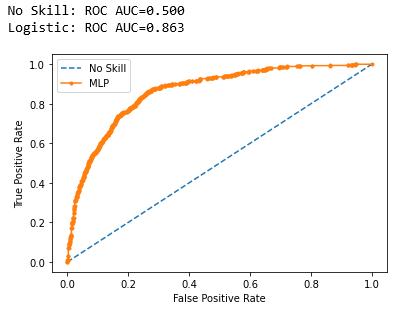 No Skill: ROC AUC=0.500
Logistic: ROC AUC=0.863
No Skill
MLP
True Positive Rate
1.0
0.8
0.6
0.4
0.2
0.0
0.0 0.2 0.4 0.6 0.8 1.0
False Positive Rate